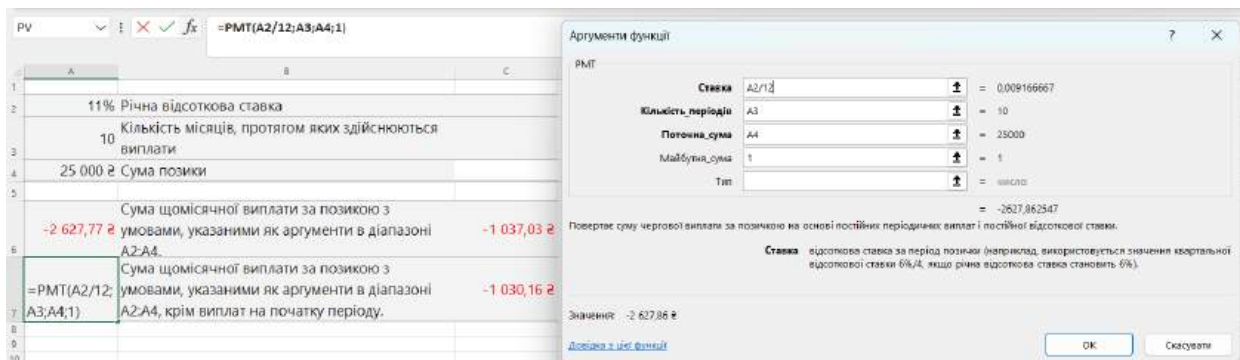 PV
fx
=PMT(A2/12;A3;A4;1)
A
B
C
1
2
11%
Річна відсоткова ставка
3
10
Кількість місяців, протягом яких здійснюються
виплати
4
25 000 ₴
Сума позики
5
6
-2 627,77 ₴
Сума щомісячної виплати за позикою з
умовами, указаними як аргументи в діапазоні
A2:A4.
-1 037,03 ₴
7
=PMT(A2/12;
A3;A4;1)
Сума щомісячної виплати за позикою з
умовами, указаними як аргументи в діапазоні
A2:A4, крім виплат на початку періоду.
-1 030,16 ₴
8
9
10
Аргументи функції
?
PMT
Ставка
A2/12
= 0,009166667
Кількість_періодів
A3
= 10
Поточна_сума
A4
= 25000
Майбутня_сума
1
= 1
Тип
= число
= -2627,862547
Повертає суму чергової виплати за позичкою на основі постійних періодичних виплат і постійної відсоткової ставки.
Ставка
відсоткова ставка за період позички (наприклад, використовується значення квартальної
відсоткової ставки 6%/4, якщо річна відсоткова ставка становить 6%).
Значення: -2 627,86 ₴
Довідка з цієї функції
ОК
Скасувати